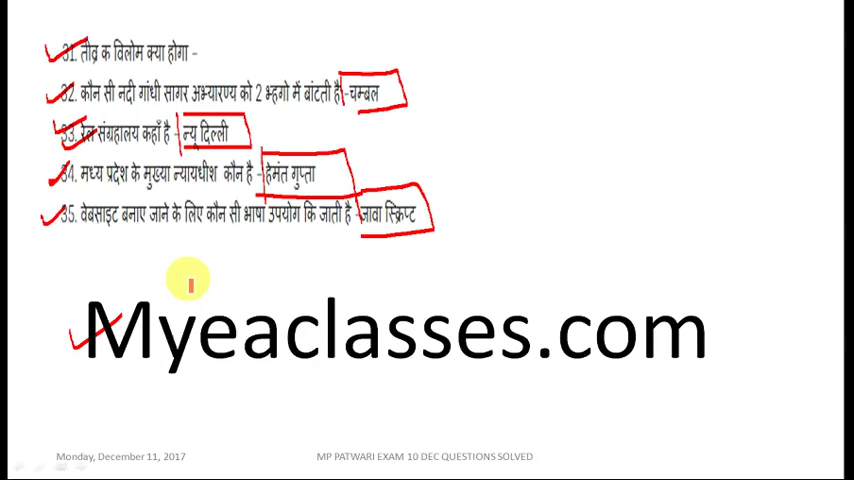 31. तीव्र क विलोम क्या होगा -
32. कौन सी नदी गांधी सागर अभ्यारण्य को 2 भ्हगो में बांटती है -चम्बल
33. रेल संग्रहालय कहाँ है - न्यू दिल्ली
34. मध्य प्रदेश के मुख्या न्यायधीश कौन है - हेमंत गुप्ता
35. वेबसाइट बनाए जाने के लिए कौन सी भाषा उपयोग कि जाती है -जावा स्क्रिप्ट
Myeaclasses.com
Monday, December 11, 2017 MP PATWARI EXAM 10 DEC QUESTIONS SOLVED